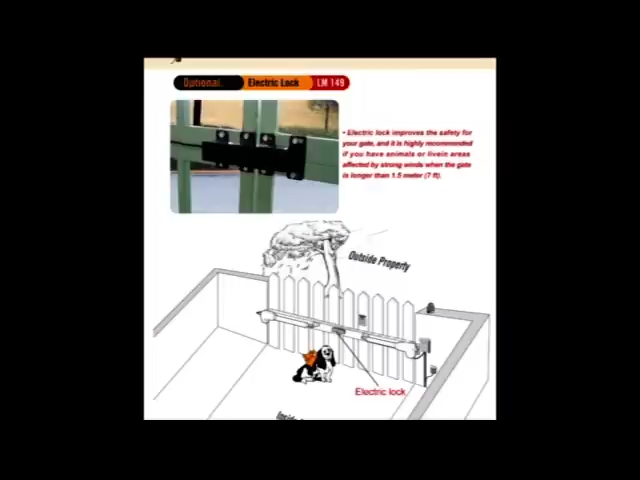 Optional. Electric Lock LM 149
• Electric lock improves the safety for
your gate, and it is highly recommended
if you have animals or livein areas
affected by strong winds when the gate
is longer than 1.5 meter (7 ft).
Outside Property
Electric lock
Inside